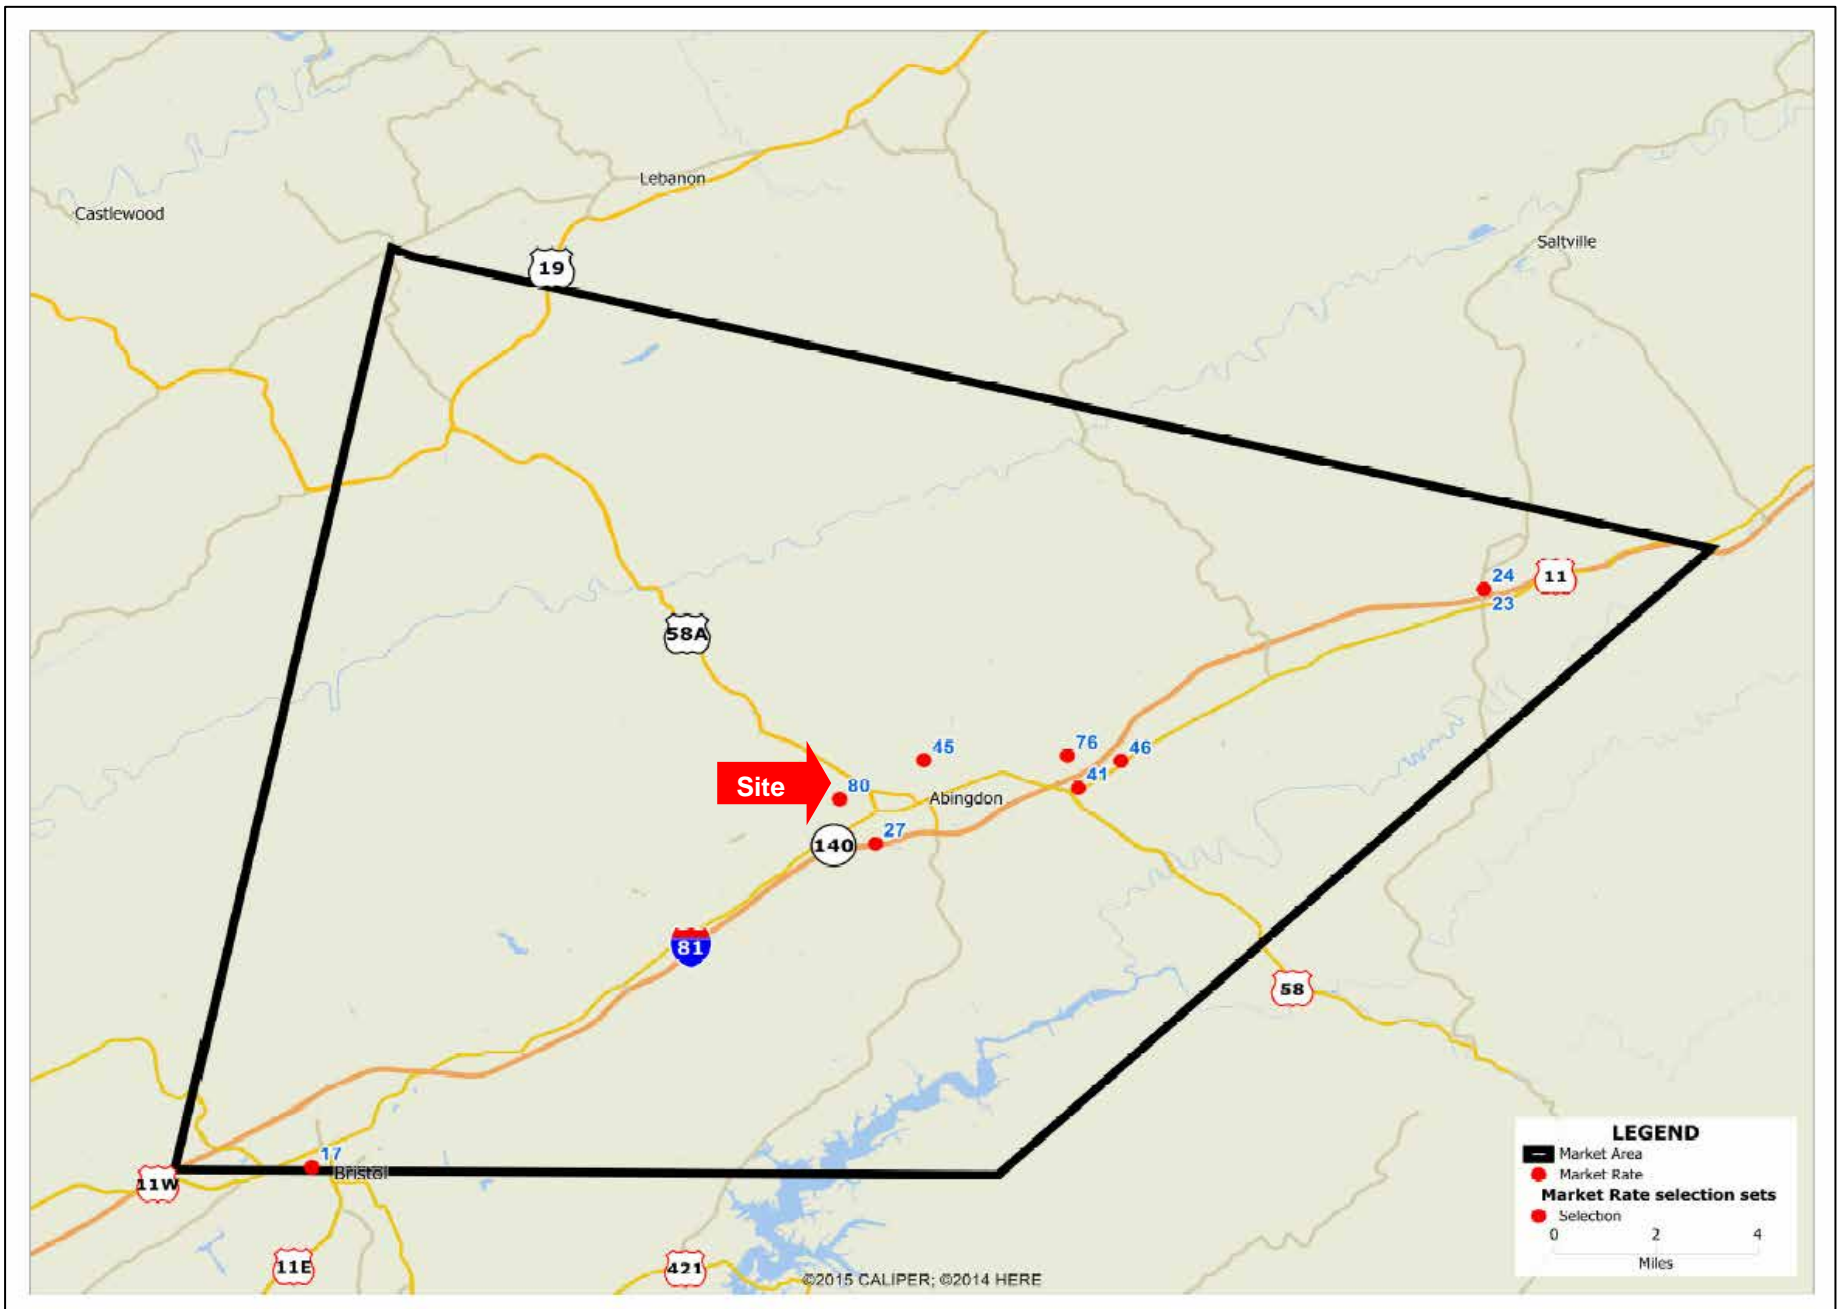 Lebanon
Castlewood
Saltville
19
24
11
23
58A
45
76
46
Site
80
41
Abingdon
27
140
81
58
17
Bristol
11W
11E
421
©2015 CALIPER; ©2014 HERE
LEGEND
Market Area
Market Rate
Market Rate selection sets
Selection
0 2 4
Miles